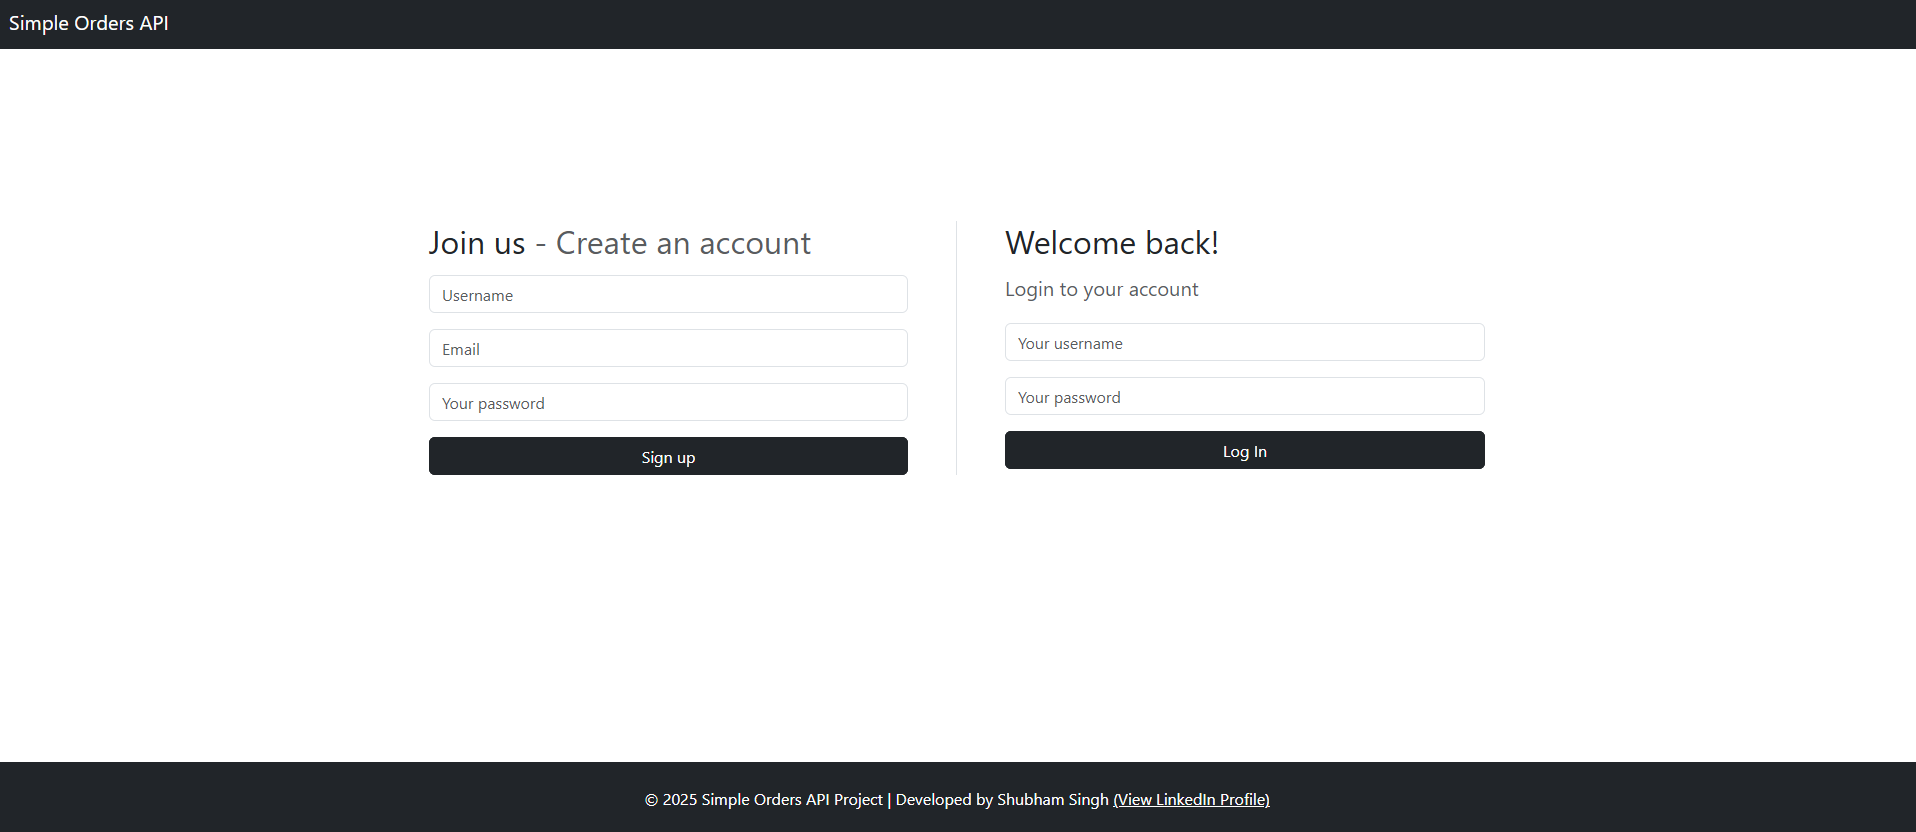 Simple Orders API
Join us - Create an account
Username
Email
Your password
Sign up
Welcome back!
Login to your account
Your username
Your password
Log In
© 2025 Simple Orders API Project | Developed by Shubham Singh (View LinkedIn Profile)